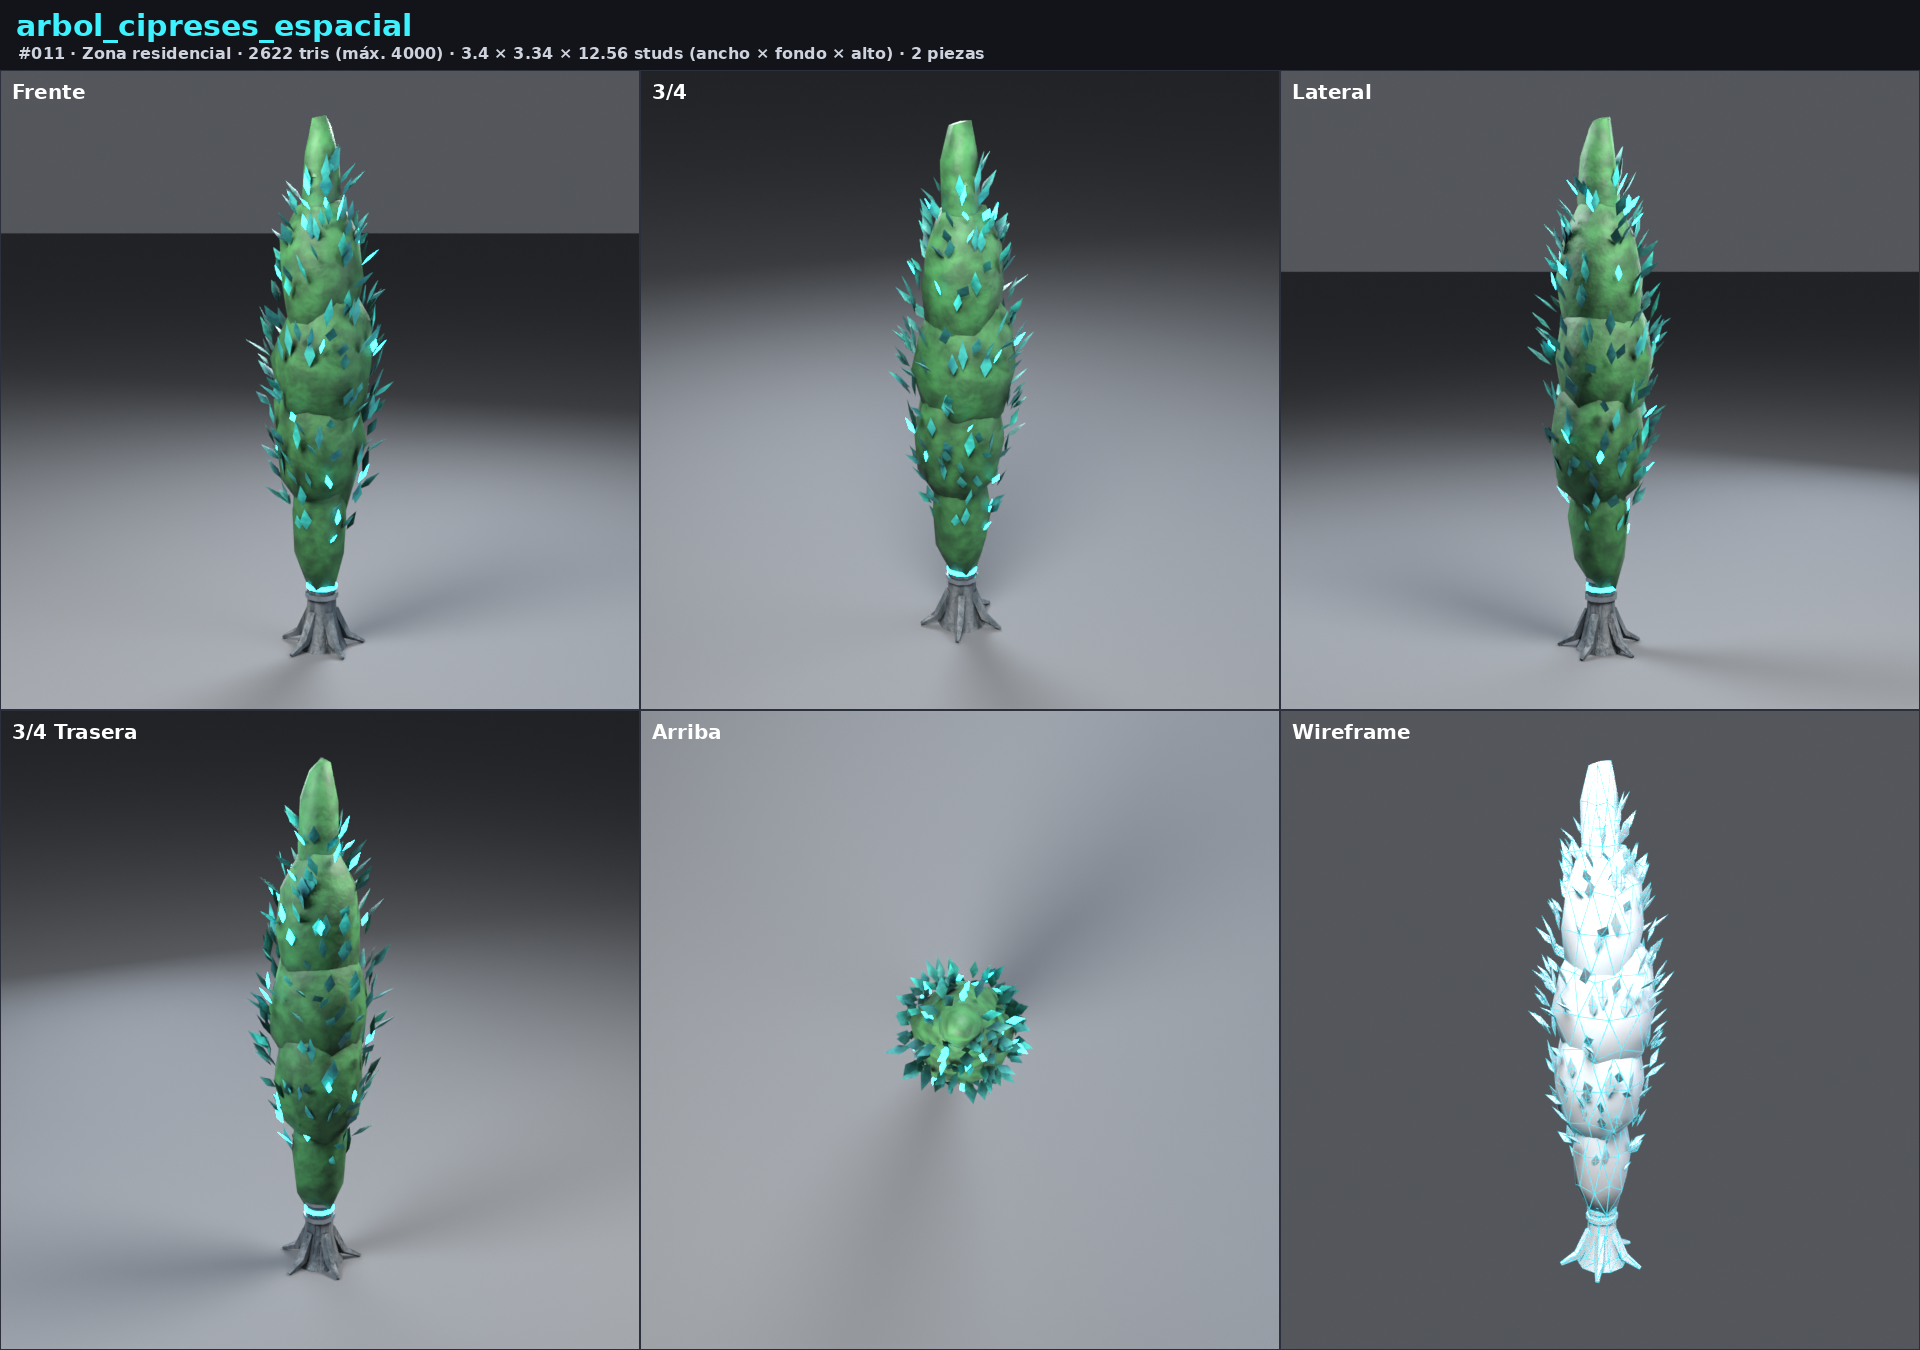 arbol_cipreses_espacial
#011 · Zona residencial · 2622 tris (máx. 4000) · 3.4 × 3.34 × 12.56 studs (ancho × fondo × alto) · 2 piezas
Frente
3/4
Lateral
3/4 Trasera
Arriba
Wireframe